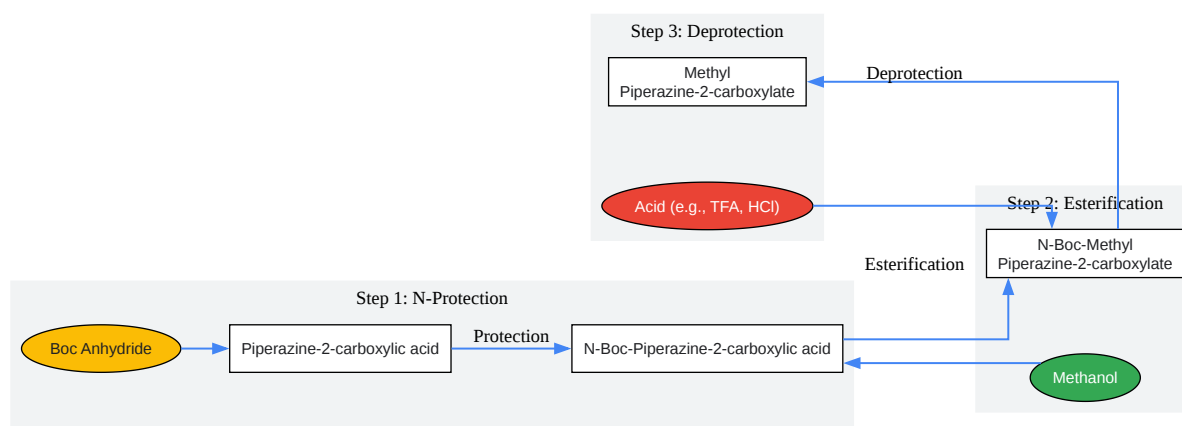 Step 3: Deprotection
Methyl
Piperazine-2-carboxylate
Deprotection
Acid (e.g., TFA, HCl)
Step 2: Esterification
N-Boc-Methyl
Piperazine-2-carboxylate
Esterification
Step 1: N-Protection
Boc Anhydride
Piperazine-2-carboxylic acid
Protection
N-Boc-Piperazine-2-carboxylic acid
Methanol